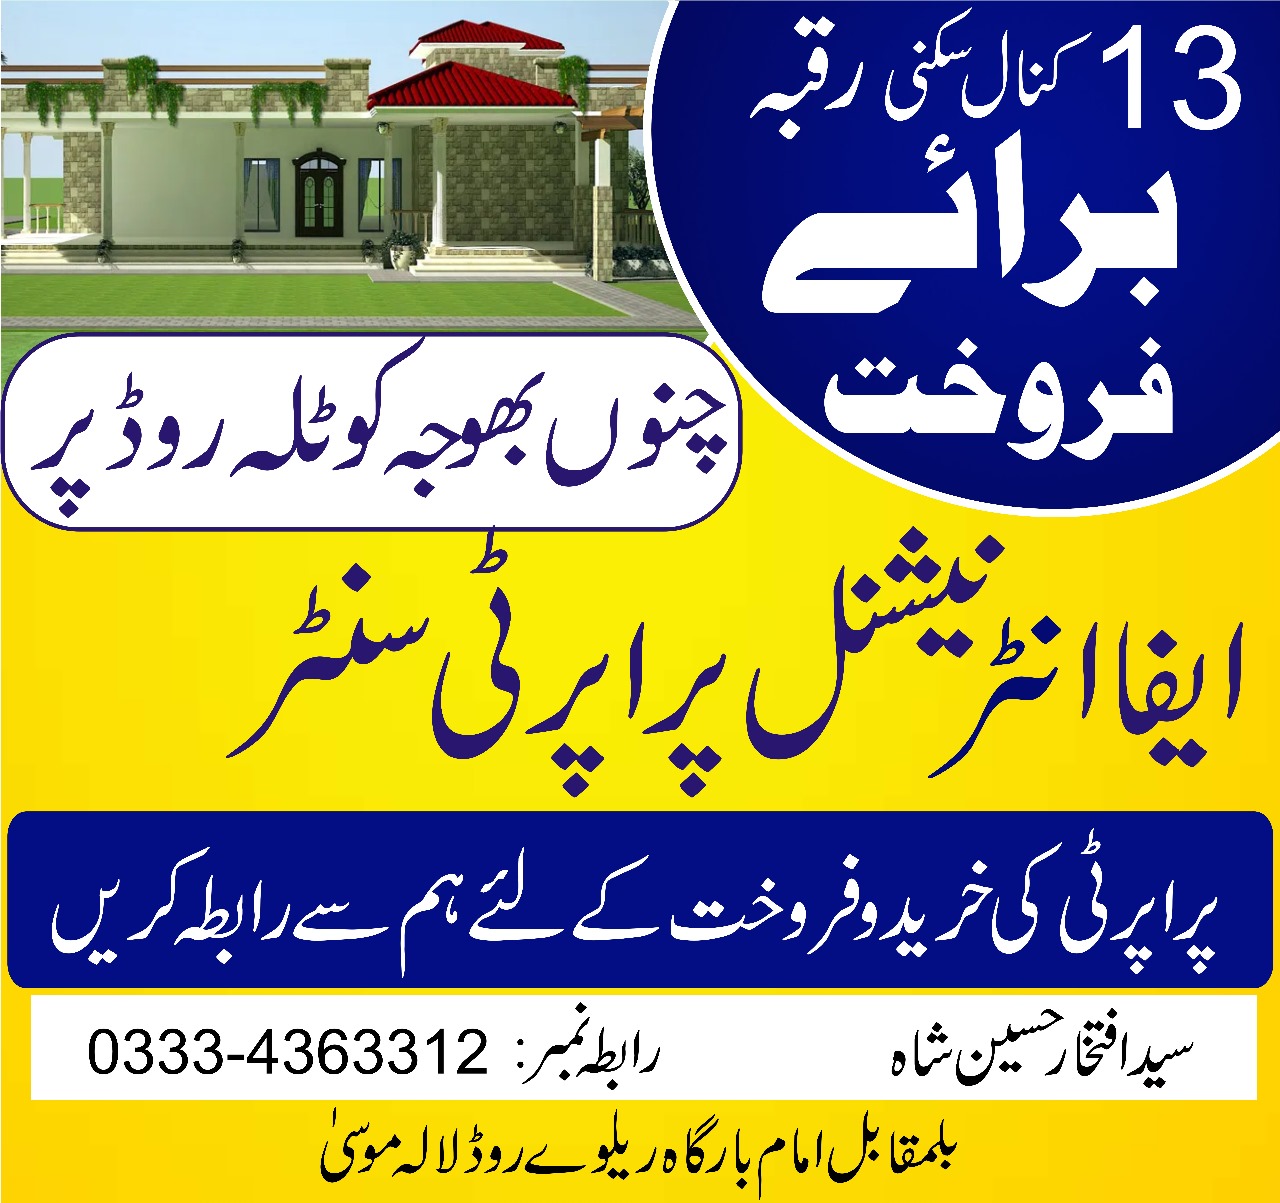 13 کنال سکنی رقبہ
برائے
فروخت
چنوں بھوجہ کوٹلہ روڈ پر
ایفا انٹرنیشنل پراپرٹی سنٹر
پراپرٹی کی خرید و فروخت کے لئے ہم سے رابطہ کریں
سید افتخار حسین شاہ رابطہ نمبر: 0333-4363312
بلمقابل امام بارگاہ ریلوے روڈ لالہ موسیٰ